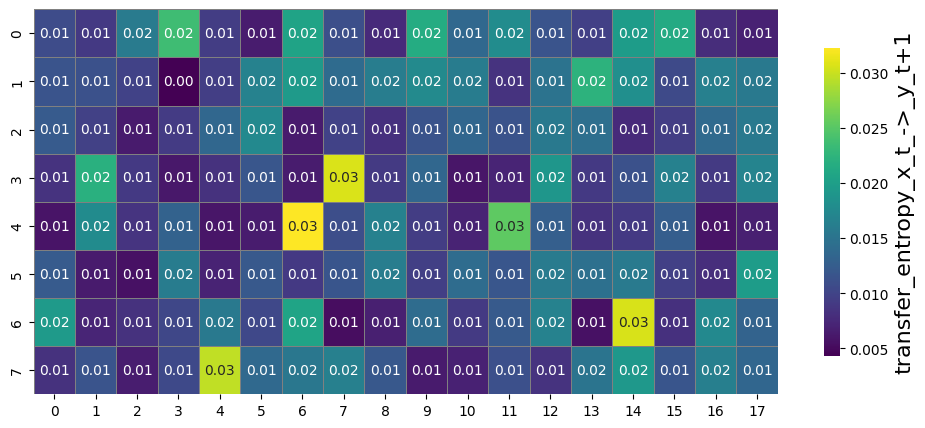 0 0.01 0.01 0.02 0.02 0.01 0.01 0.02 0.01 0.01 0.02 0.01 0.02 0.01 0.01 0.02 0.02 0.01 0.01
1 0.01 0.01 0.01 0.00 0.01 0.02 0.02 0.01 0.02 0.02 0.02 0.01 0.01 0.02 0.02 0.01 0.02 0.02
2 0.01 0.01 0.01 0.01 0.01 0.02 0.01 0.01 0.01 0.01 0.01 0.01 0.02 0.02 0.01 0.01 0.01 0.02
3 0.01 0.02 0.01 0.01 0.01 0.01 0.01 0.03 0.01 0.01 0.01 0.01 0.02 0.01 0.01 0.02 0.01 0.02
4 0.01 0.02 0.01 0.01 0.01 0.01 0.03 0.01 0.02 0.01 0.01 0.03 0.01 0.01 0.01 0.01 0.01 0.01
5 0.01 0.01 0.01 0.02 0.01 0.01 0.01 0.01 0.02 0.01 0.01 0.01 0.02 0.01 0.02 0.01 0.01 0.02
6 0.02 0.01 0.01 0.01 0.02 0.01 0.02 0.01 0.01 0.01 0.01 0.01 0.02 0.01 0.03 0.01 0.02 0.01
7 0.01 0.01 0.01 0.01 0.03 0.01 0.02 0.02 0.01 0.01 0.01 0.01 0.01 0.02 0.02 0.01 0.02 0.01
0 1 2 3 4 5 6 7 8 9 10 11 12 13 14 15 16 17
0.030
0.025
0.020
0.015
0.010
0.005
transfer_entropy_x_t_->_y_t+1